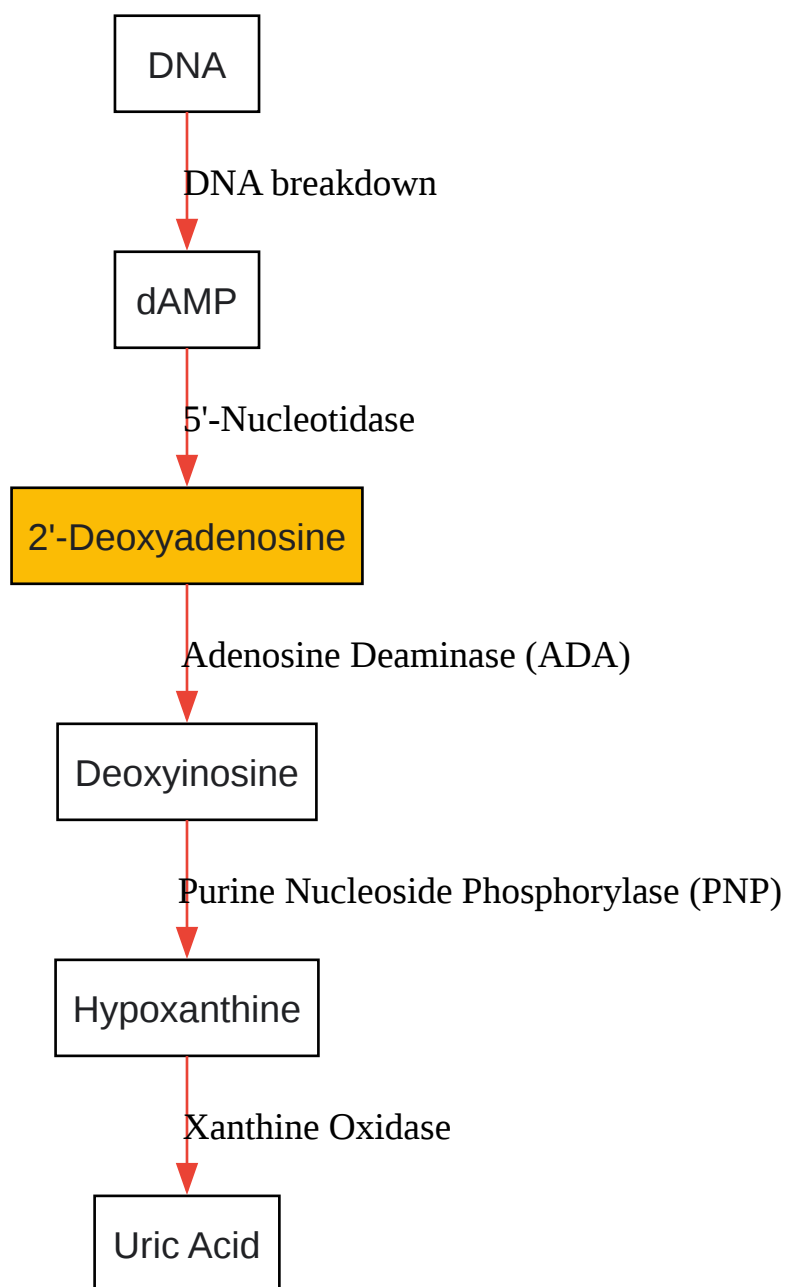 DNA
DNA breakdown
dAMP
5'-Nucleotidase
2'-Deoxyadenosine
Adenosine Deaminase (ADA)
Deoxyinosine
Purine Nucleoside Phosphorylase (PNP)
Hypoxanthine
Xanthine Oxidase
Uric Acid